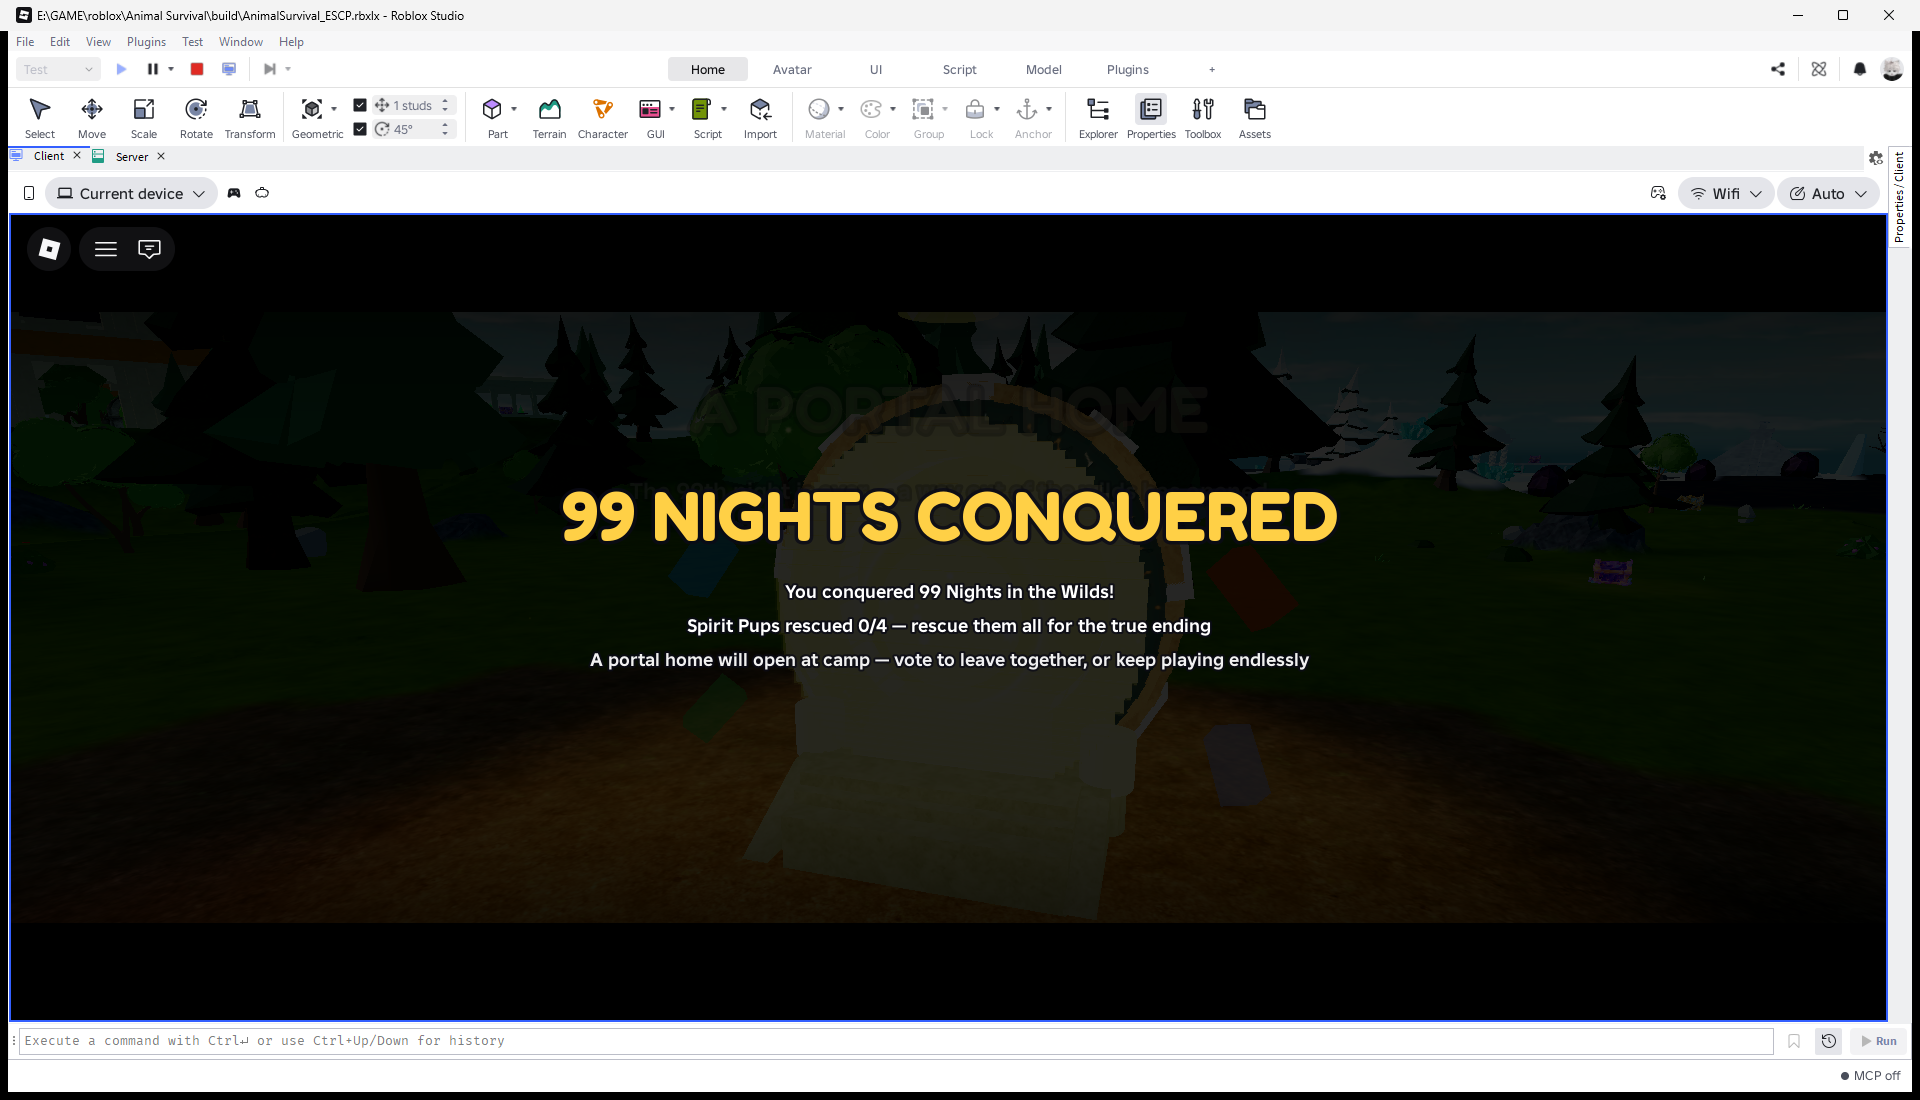 E:\GAME\roblox\Animal Survival\build\AnimalSurvival_ESCP.rbxlx - Roblox Studio
File Edit View Plugins Test Window Help
Test
Home Avatar UI Script Model Plugins +
1 studs
45°
Select Move Scale Rotate Transform Geometric Part Terrain Character GUI Script Import Material Color Group Lock Anchor Explorer Properties Toolbox Assets
Client Server
Properties / Client
Current device
Wifi Auto
A PORTAL HOME
99 NIGHTS CONQUERED
You conquered 99 Nights in the Wilds!
Spirit Pups rescued 0/4 — rescue them all for the true ending
A portal home will open at camp — vote to leave together, or keep playing endlessly
Execute a command with Ctrl↵ or use Ctrl+Up/Down for history
Run
MCP off